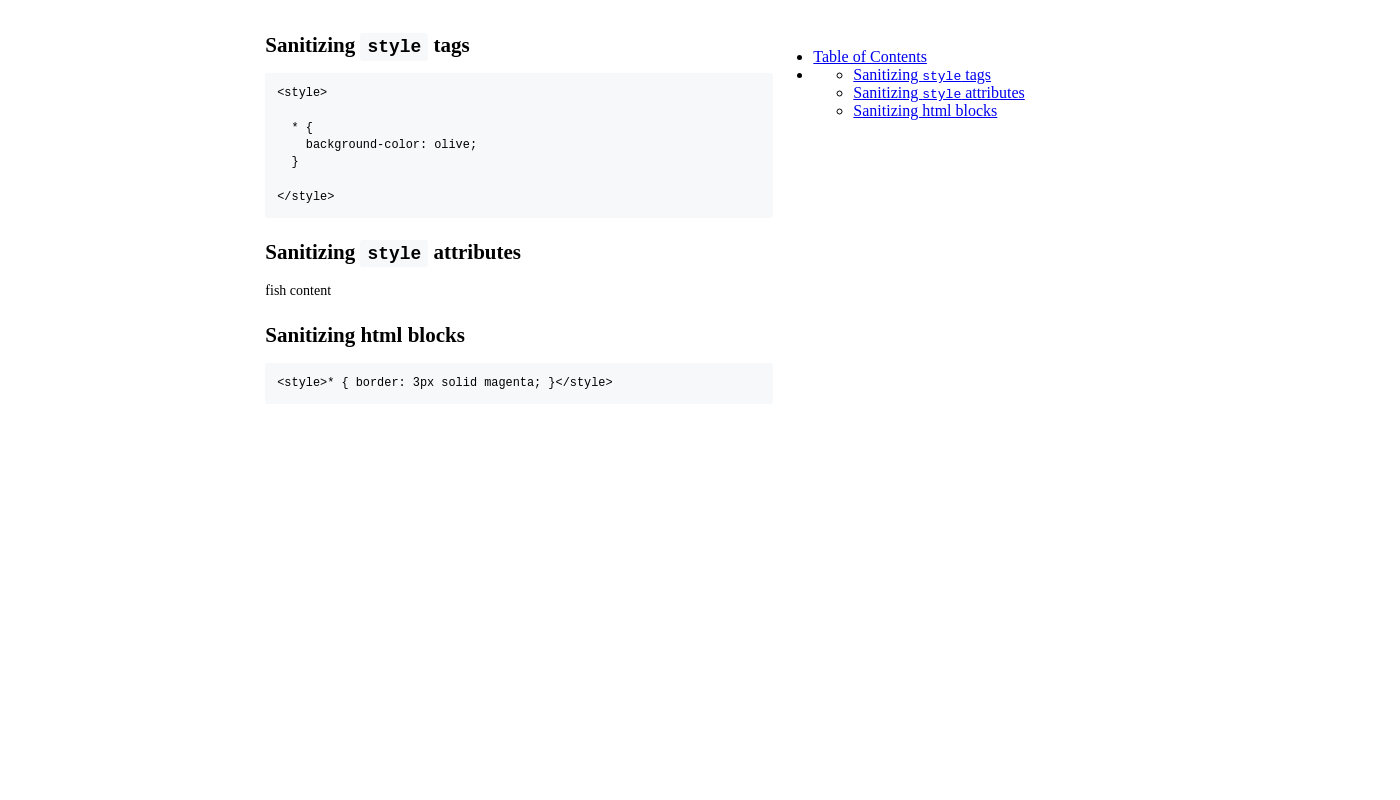 Sanitizing style tags
<style>
* {
background-color: olive;
}
</style>
Sanitizing style attributes
fish content
Sanitizing html blocks
<style>* { border: 3px solid magenta; }</style>
Table of Contents
Sanitizing style tags
Sanitizing style attributes
Sanitizing html blocks